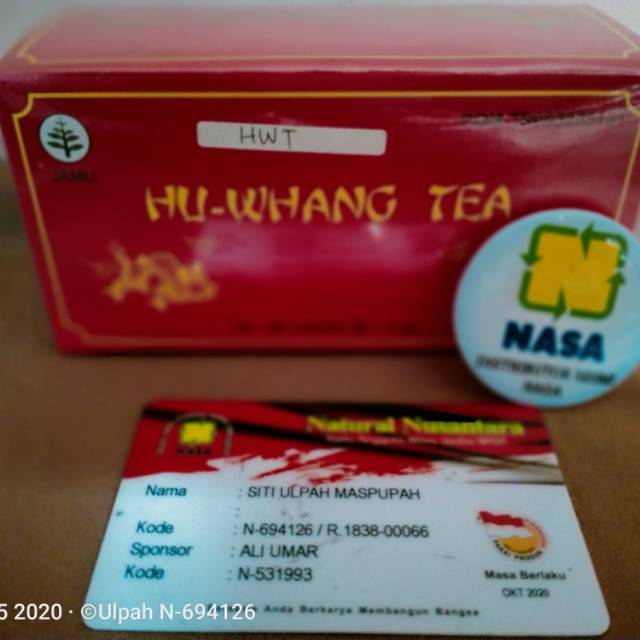 HWT
JAMU
HU-WHANG TEA
NASA
NASA
Natural Nusantara
Nama : SITI ULPAH MASPUPAH
:
Kode : N-694126 / R.1838-00066
Sponsor : ALI UMAR
Kode : N-531993
Masa Berlaku
OKT 2020
Anda Berkarya Membangun Bangsa
5 2020 · ©Ulpah N-694126